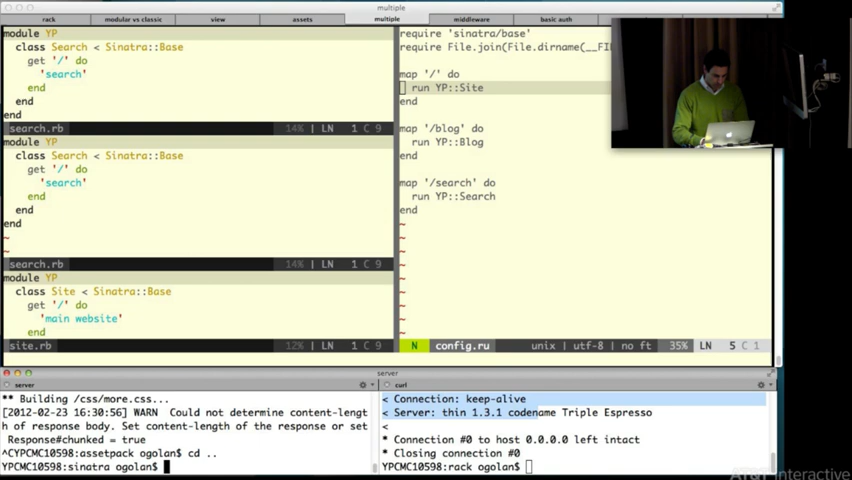 multiple
rack
modular vs classic
view
assets
multiple
middleware
basic auth
module YP
class Search < Sinatra::Base
get '/' do
'search'
end
end
end
search.rb
14% | LN 1 C 9
module YP
class Search < Sinatra::Base
get '/' do
'search'
end
end
end
~
~
search.rb
14% | LN 1 C 9
module YP
class Site < Sinatra::Base
get '/' do
'main website'
end
site.rb
12% | LN 1 C 9
require 'sinatra/base'
require File.join(File.dirname(__FI
map '/' do
run YP::Site
end
map '/blog' do
run YP::Blog
end
map '/search' do
run YP::Search
end
~
~
~
~
~
~
~
~
~
N config.ru unix | utf-8 | no ft 35% LN 5 C 1
server
server
** Building /css/more.css...
[2012-02-23 16:30:56] WARN Could not determine content-lengt
h of response body. Set content-length of the response or set
Response#chunked = true
^CYPCMC10598:assetpack ogolan$ cd ..
YPCMC10598:sinatra ogolan$
curl
< Connection: keep-alive
< Server: thin 1.3.1 codename Triple Espresso
<
* Connection #0 to host 0.0.0.0 left intact
* Closing connection #0
YPCMC10598:rack ogolan$
AT&T Interactive